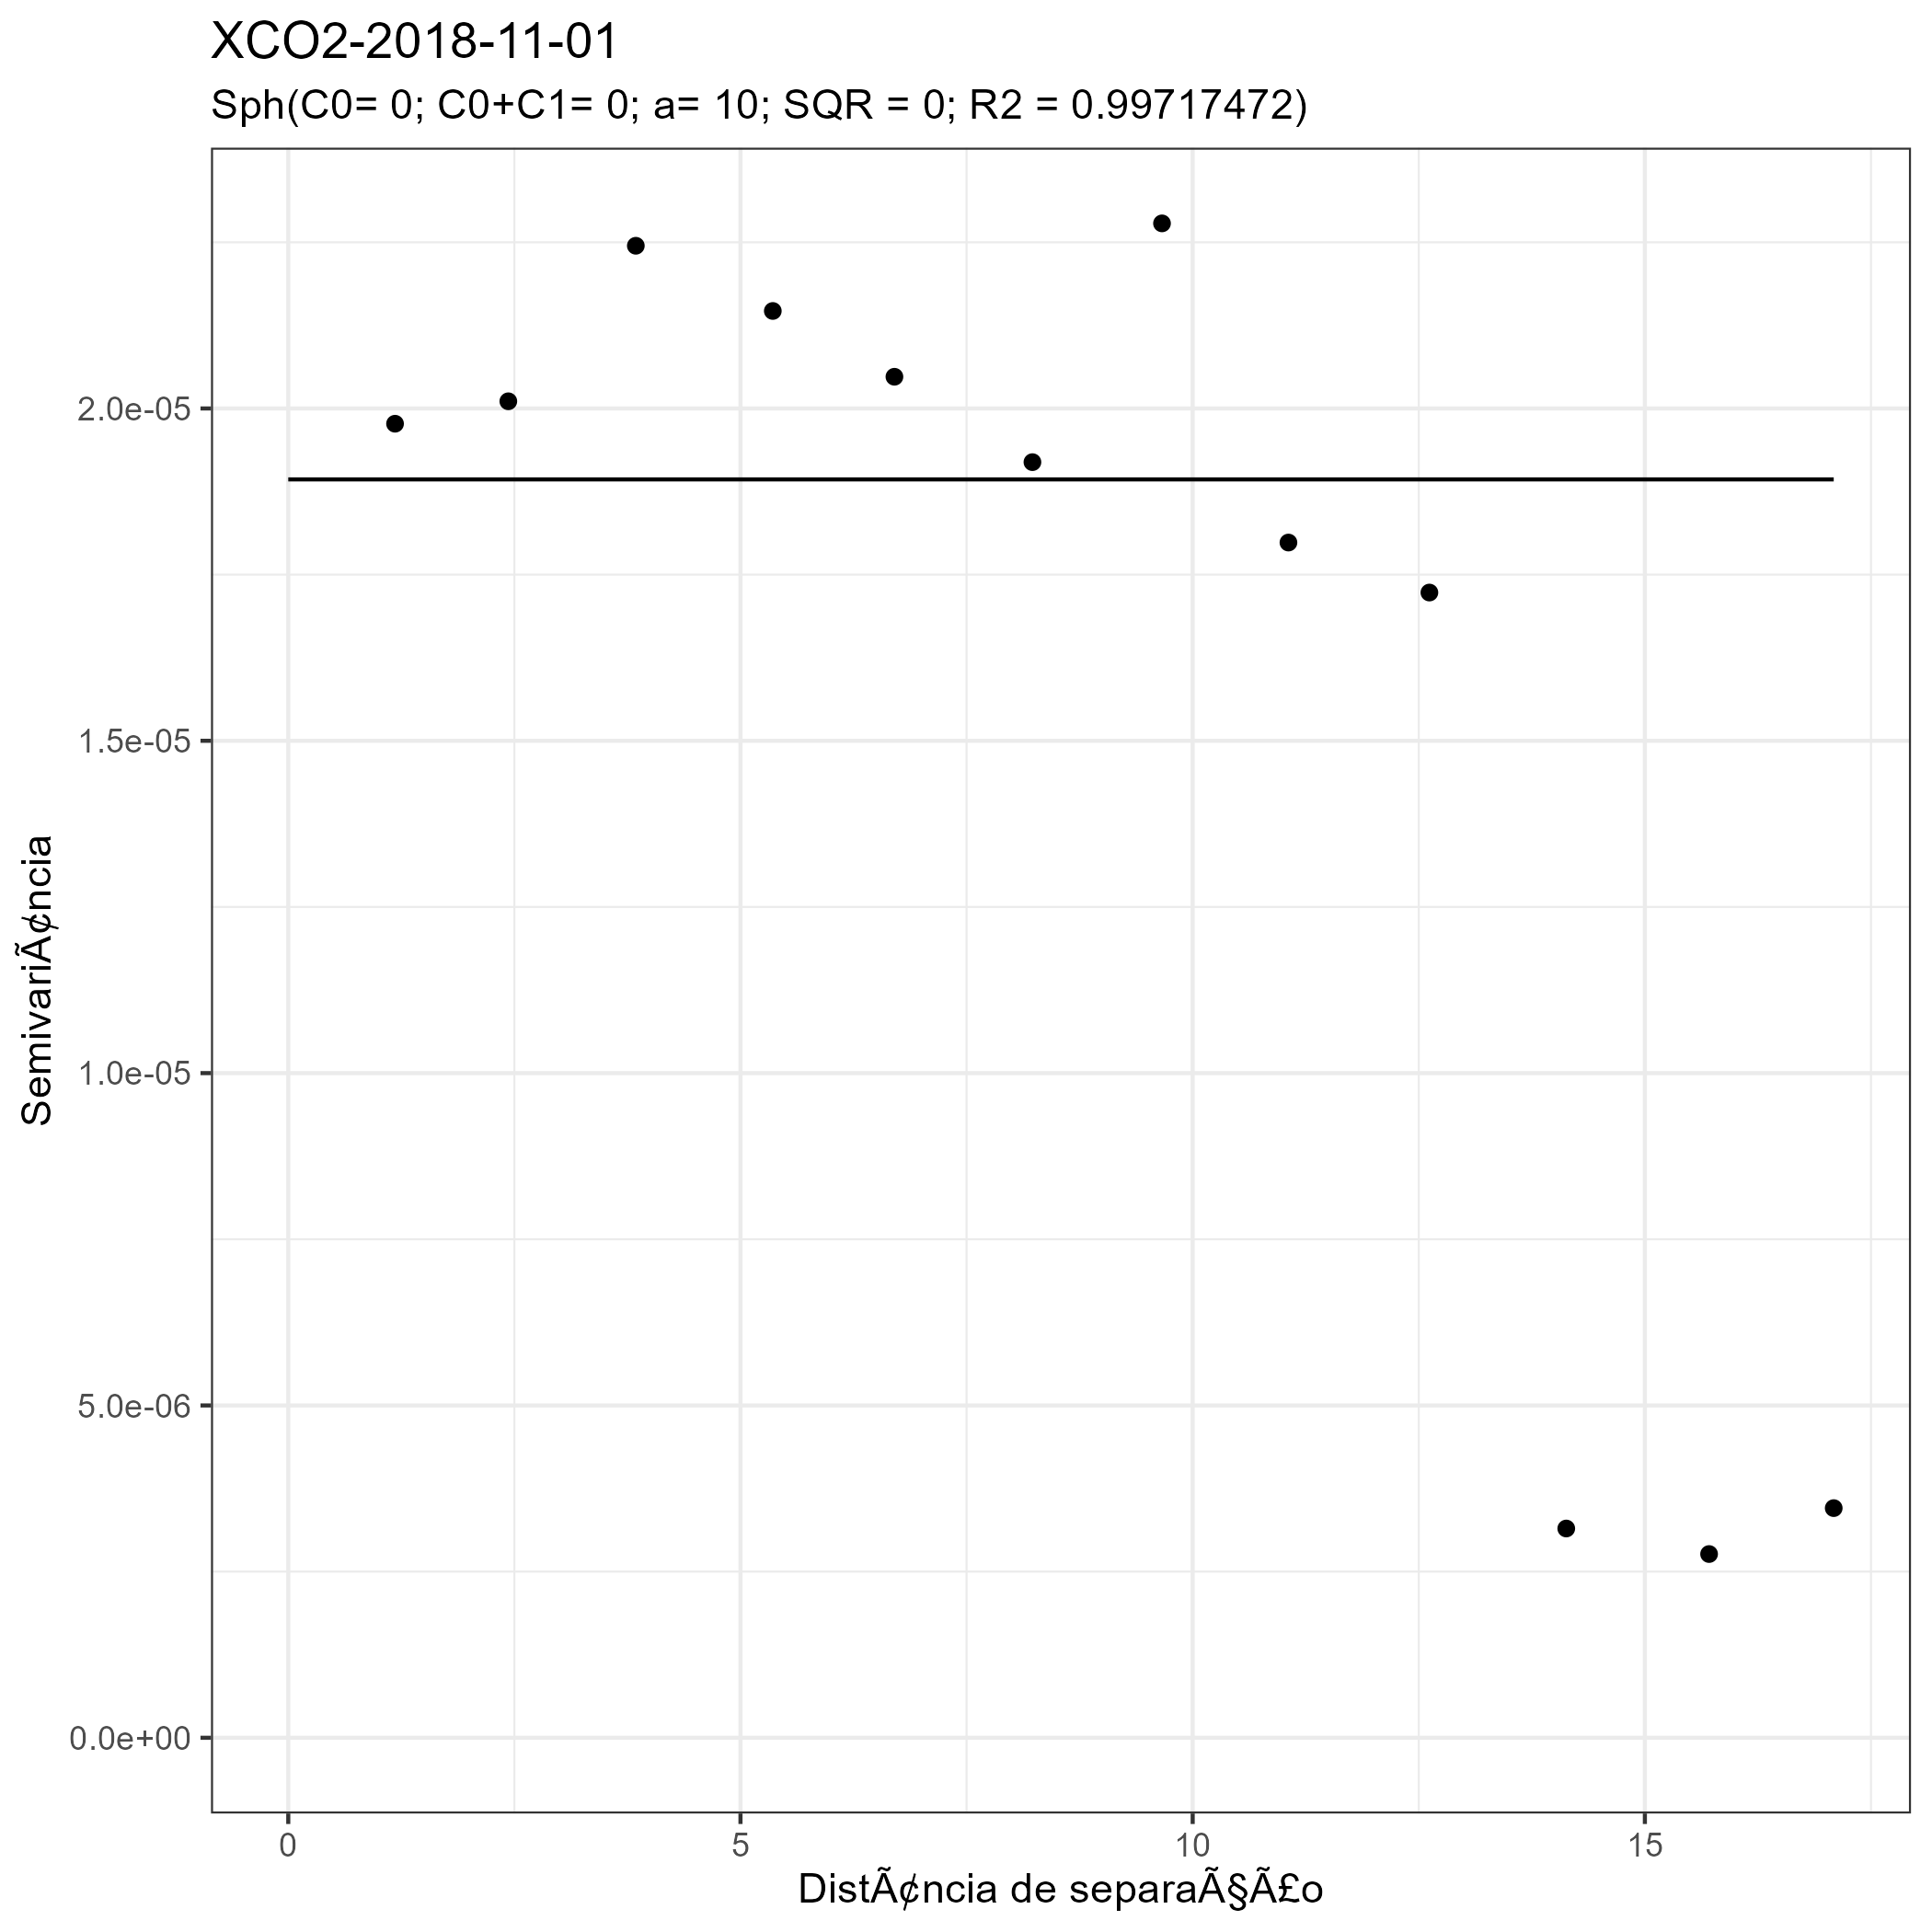 XCO2-2018-11-01
Sph(C0= 0; C0+C1= 0; a= 10; SQR = 0; R2 = 0.99717472)
SemivariÃ¢ncia
2.0e-05
1.5e-05
1.0e-05
5.0e-06
0.0e+00
0 5 10 15
DistÃ¢ncia de separaÃ§Ã£o